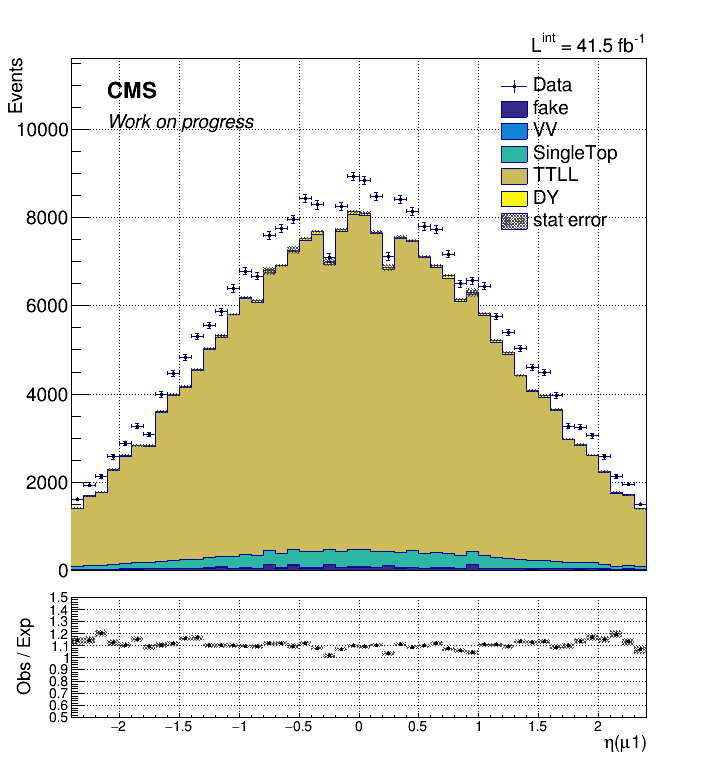 L^int = 41.5 fb^-1
Events
CMS
Work on progress
Data
fake
VV
SingleTop
TTLL
DY
stat error
10000
8000
6000
4000
2000
0
Obs / Exp
1.5
1.4
1.3
1.2
1.1
1
0.9
0.8
0.7
0.6
0.5
−2 −1.5 −1 −0.5 0 0.5 1 1.5 2
η(μ1)